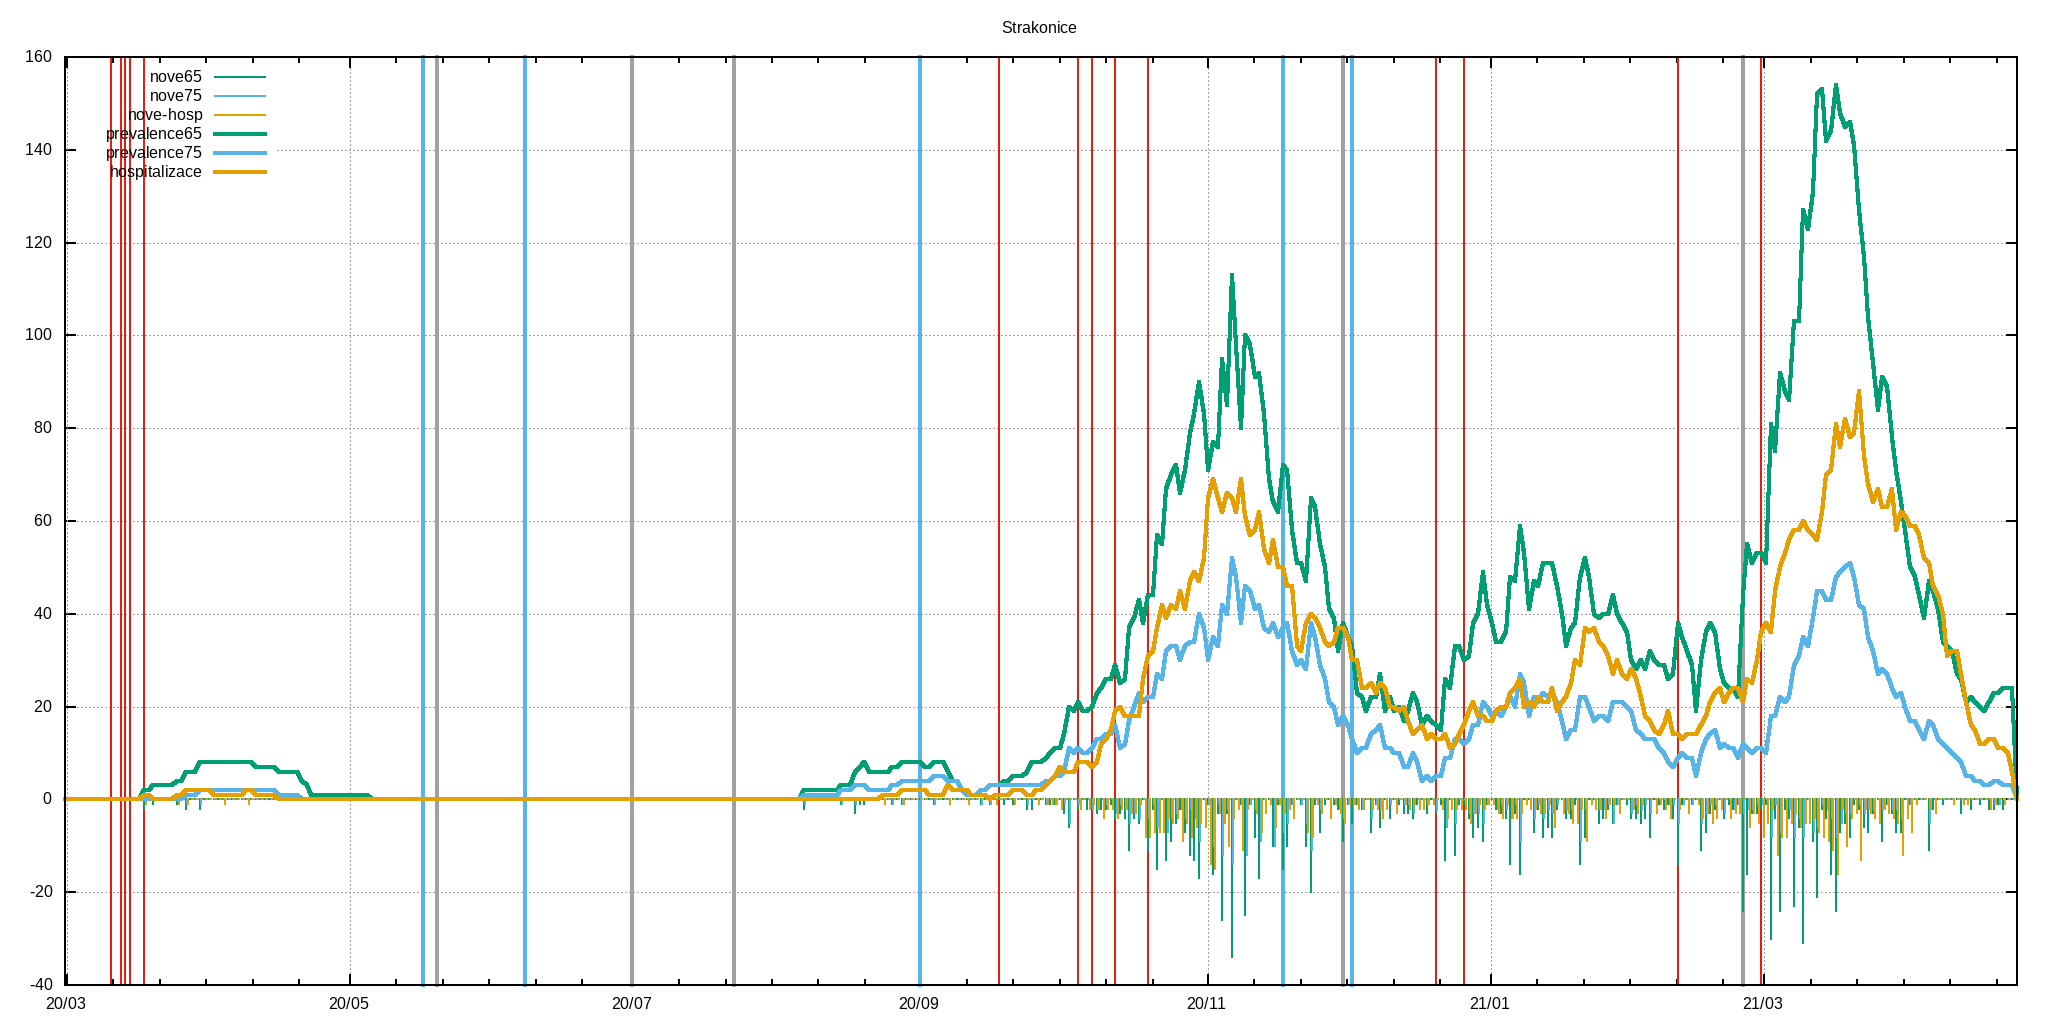 Strakonice
160
nove65
nove75
nove-hosp
prevalence65
prevalence75
hospitalizace
140
120
100
80
60
40
20
0
-20
-40
20/03 20/05 20/07 20/09 20/11 21/01 21/03